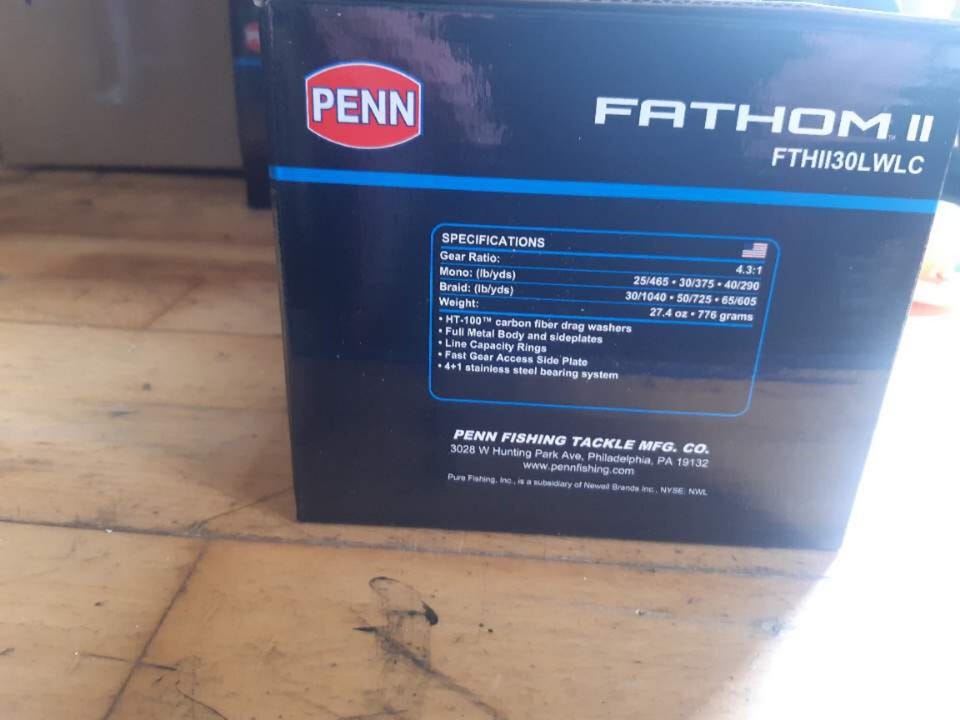 PENN
FATHOM™ II
FTHII30LWLC
SPECIFICATIONS
Gear Ratio: 4.3:1
Mono: (lb/yds) 25/465 • 30/375 • 40/290
Braid: (lb/yds) 30/1040 • 50/725 • 65/605
Weight: 27.4 oz • 776 grams
• HT-100™ carbon fiber drag washers
• Full Metal Body and sideplates
• Line Capacity Rings
• Fast Gear Access Side Plate
• 4+1 stainless steel bearing system
PENN FISHING TACKLE MFG. CO.
3028 W Hunting Park Ave, Philadelphia, PA 19132
www.pennfishing.com
Pure Fishing, Inc., is a subsidiary of Newell Brands Inc., NYSE: NWL